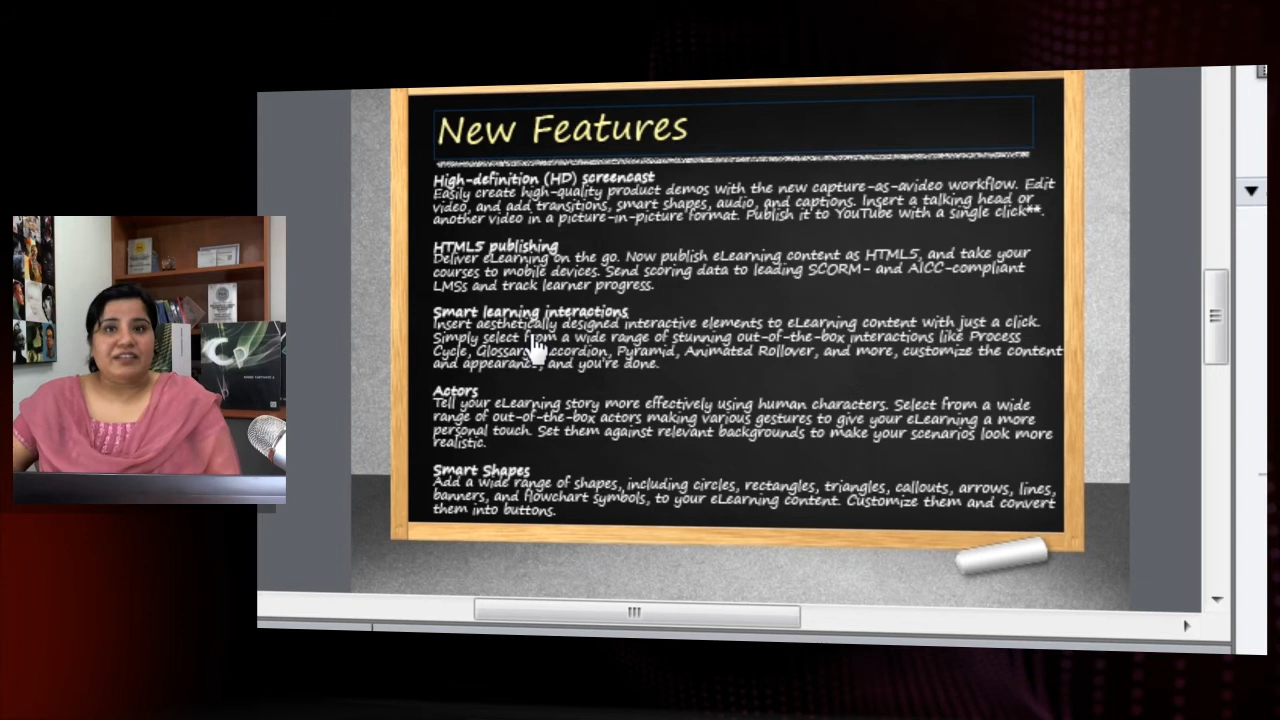 New Features
High-definition (HD) screencast
Easily create high-quality product demos with the new capture-as-avideo workflow. Edit
video, and add transitions, smart shapes, audio, and captions. Insert a talking head or
another video in a picture-in-picture format. Publish it to YouTube with a single click**.
HTML5 publishing
Deliver eLearning on the go. Now publish eLearning content as HTML5, and take your
courses to mobile devices. Send scoring data to leading SCORM- and AICC-compliant
LMSs and track learner progress.
Smart learning interactions
Insert aesthetically designed interactive elements to eLearning content with just a click.
Simply select from a wide range of stunning out-of-the-box interactions like Process
Cycle, Glossary, Accordion, Pyramid, Animated Rollover, and more, customize the content
and appearance, and you're done.
Actors
Tell your eLearning story more effectively using human characters. Select from a wide
range of out-of-the-box actors making various gestures to give your eLearning a more
personal touch. Set them against relevant backgrounds to make your scenarios look more
realistic.
Smart Shapes
Add a wide range of shapes, including circles, rectangles, triangles, callouts, arrows, lines,
banners, and flowchart symbols, to your eLearning content. Customize them and convert
them into buttons.